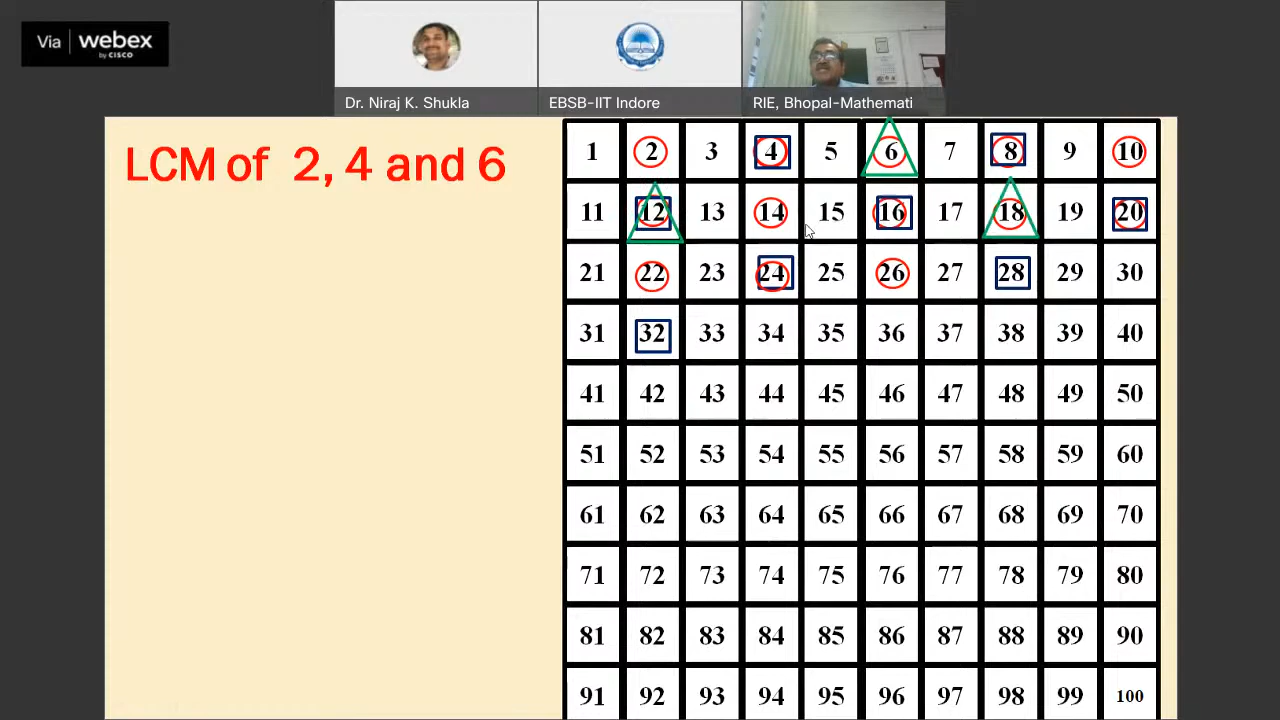 Via webex
by CISCO
Dr. Niraj K. Shukla
EBSB-IIT Indore
RIE, Bhopal-Mathemati
LCM of 2, 4 and 6
1 2 3 4 5 6 7 8 9 10
11 12 13 14 15 16 17 18 19 20
21 22 23 24 25 26 27 28 29 30
31 32 33 34 35 36 37 38 39 40
41 42 43 44 45 46 47 48 49 50
51 52 53 54 55 56 57 58 59 60
61 62 63 64 65 66 67 68 69 70
71 72 73 74 75 76 77 78 79 80
81 82 83 84 85 86 87 88 89 90
91 92 93 94 95 96 97 98 99 100